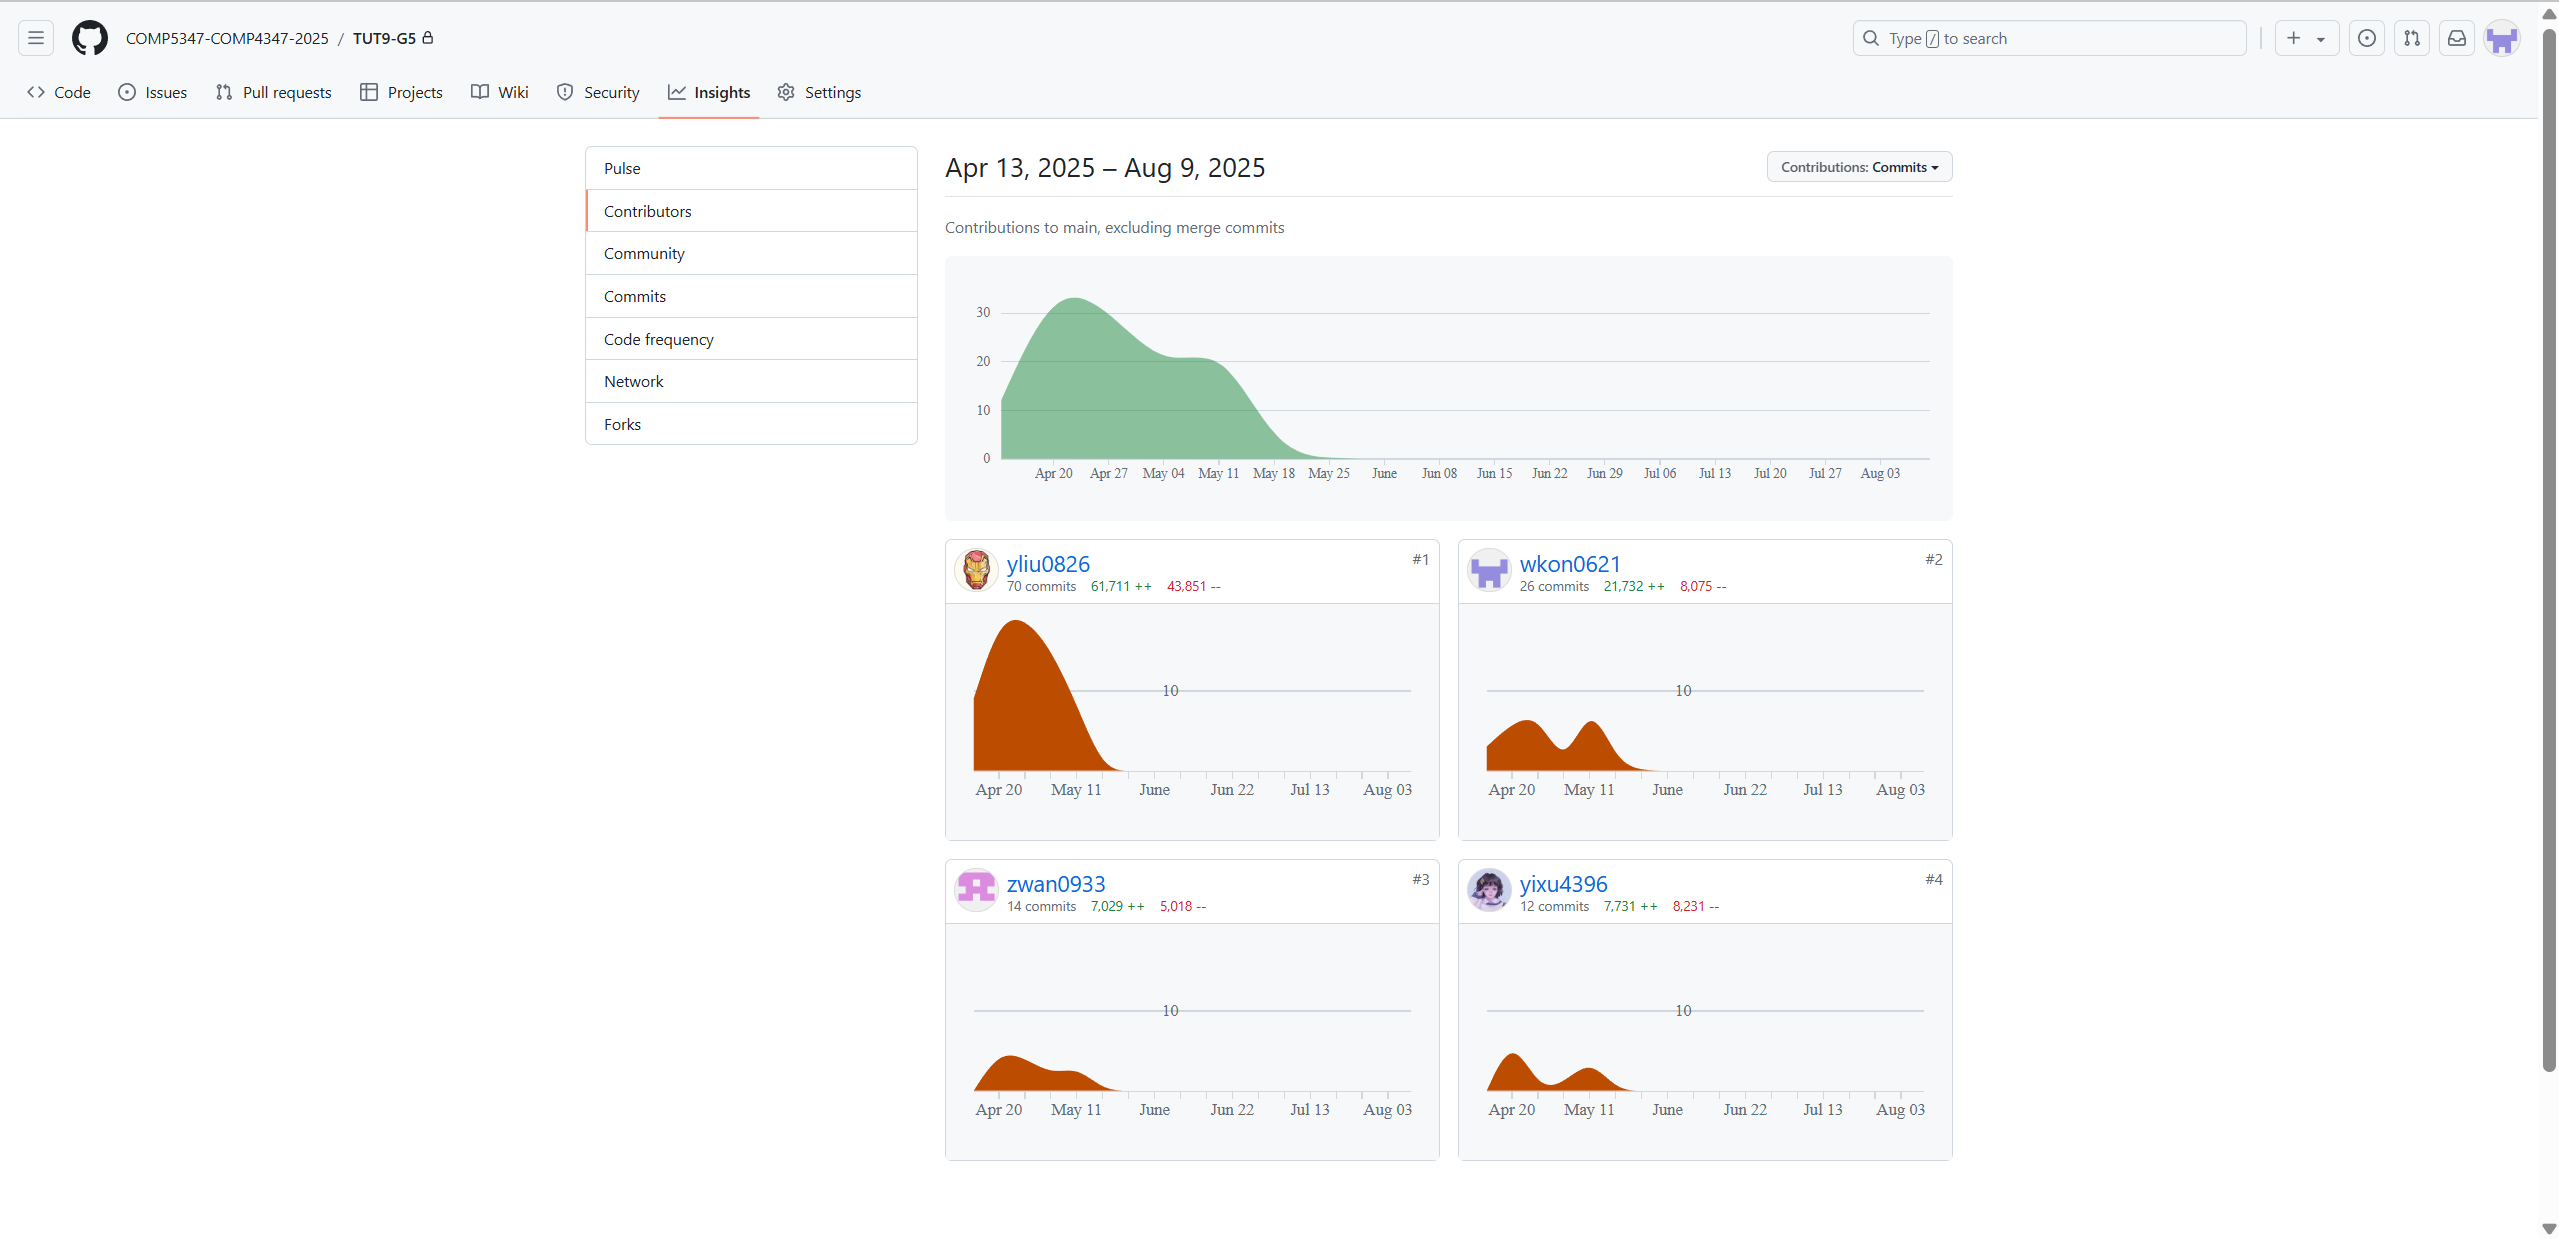 COMP5347-COMP4347-2025 / TUT9-G5
Type / to search
Code Issues Pull requests Projects Wiki Security Insights Settings
Pulse
Contributors
Community
Commits
Code frequency
Network
Forks
Apr 13, 2025 – Aug 9, 2025
Contributions: Commits
Contributions to main, excluding merge commits
30
20
10
0
Apr 20 Apr 27 May 04 May 11 May 18 May 25 June Jun 08 Jun 15 Jun 22 Jun 29 Jul 06 Jul 13 Jul 20 Jul 27 Aug 03
yliu0826 #1
70 commits 61,711 ++ 43,851 --
10
Apr 20 May 11 June Jun 22 Jul 13 Aug 03
wkon0621 #2
26 commits 21,732 ++ 8,075 --
10
Apr 20 May 11 June Jun 22 Jul 13 Aug 03
zwan0933 #3
14 commits 7,029 ++ 5,018 --
10
Apr 20 May 11 June Jun 22 Jul 13 Aug 03
yixu4396 #4
12 commits 7,731 ++ 8,231 --
10
Apr 20 May 11 June Jun 22 Jul 13 Aug 03